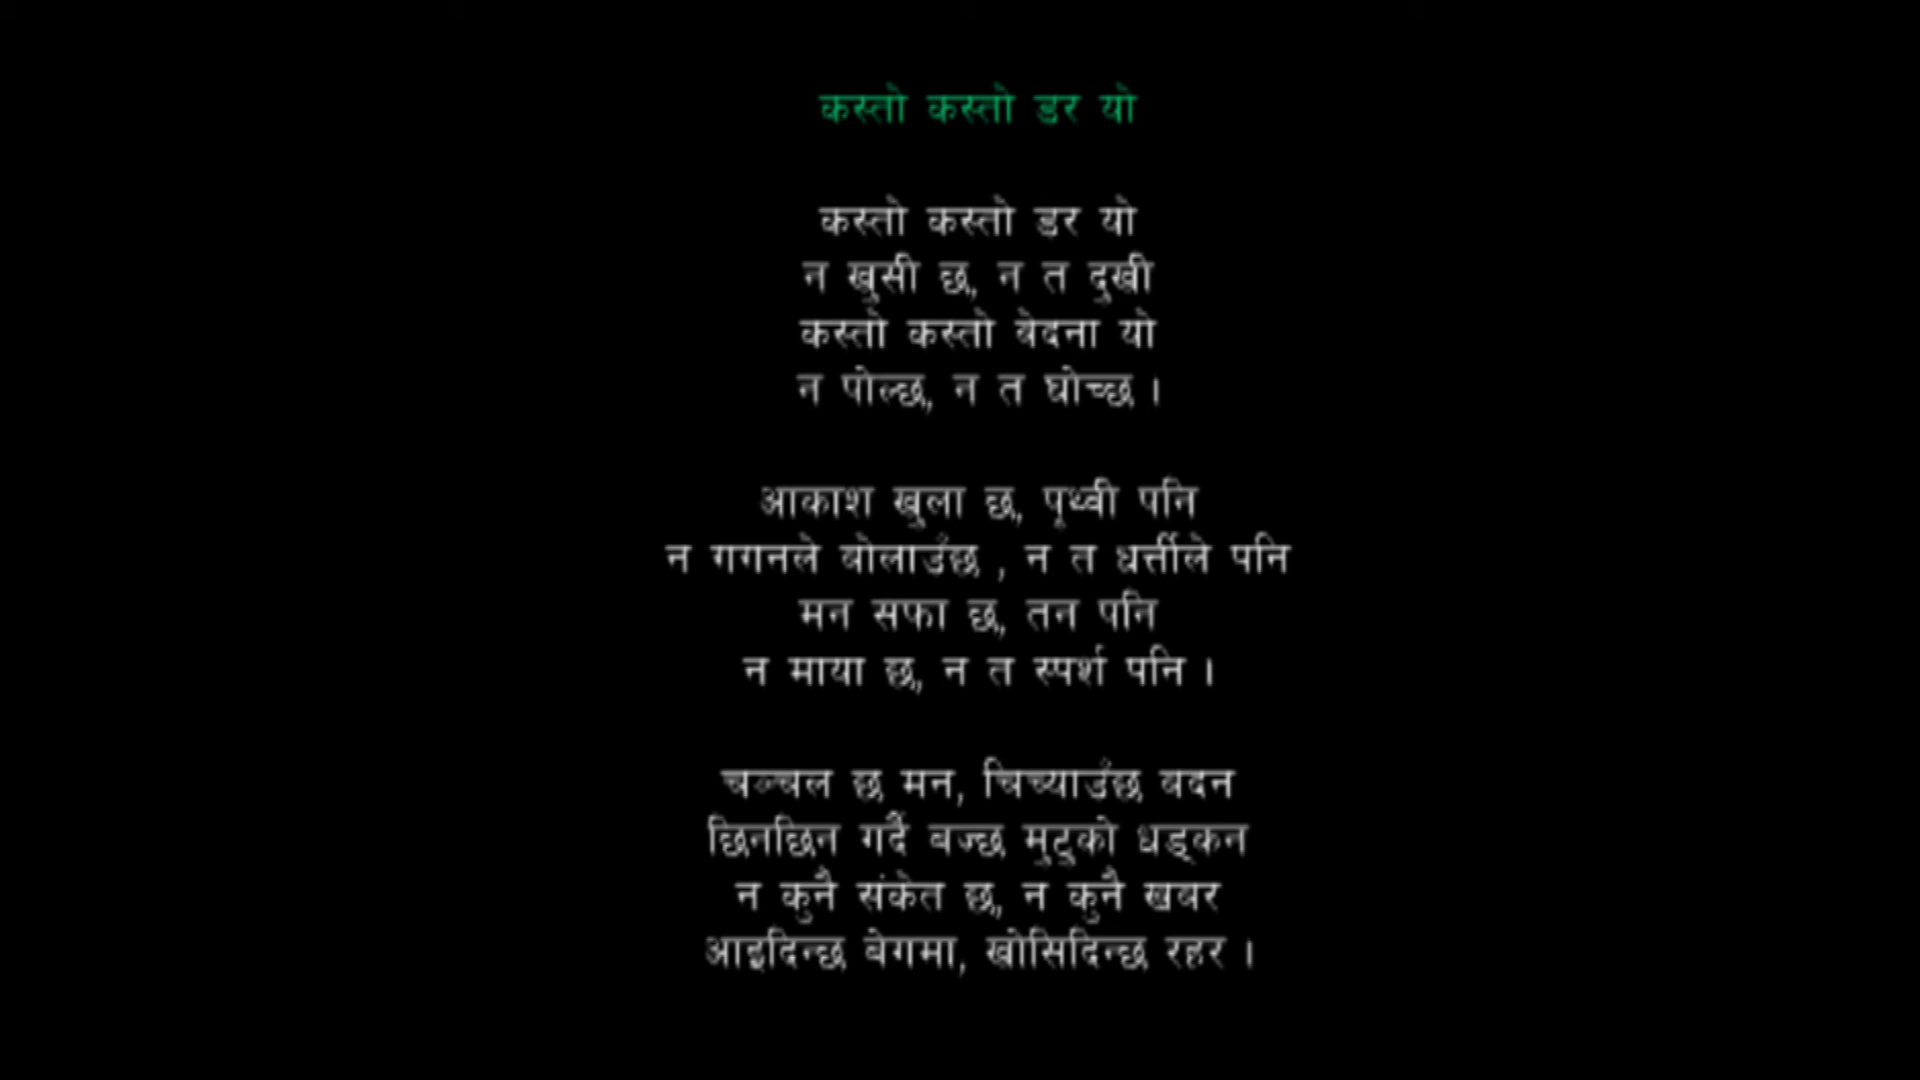 कस्तो कस्तो डर यो
कस्तो कस्तो डर यो
न खुसी छ, न त दुखी
कस्तो कस्तो वेदना यो
न पोल्छ, न त घोच्छ ।
आकाश खुला छ, पृथ्वी पनि
न गगनले बोलाउँछ , न त धर्त्तीले पनि
मन सफा छ, तन पनि
न माया छ, न त स्पर्श पनि ।
चञ्चल छ मन, चिच्याउँछ बदन
छिनछिन गर्दै बज्छ मुटुको धड्कन
न कुनै संकेत छ, न कुनै खबर
आइदिन्छ बेगमा, खोसिदिन्छ रहर ।